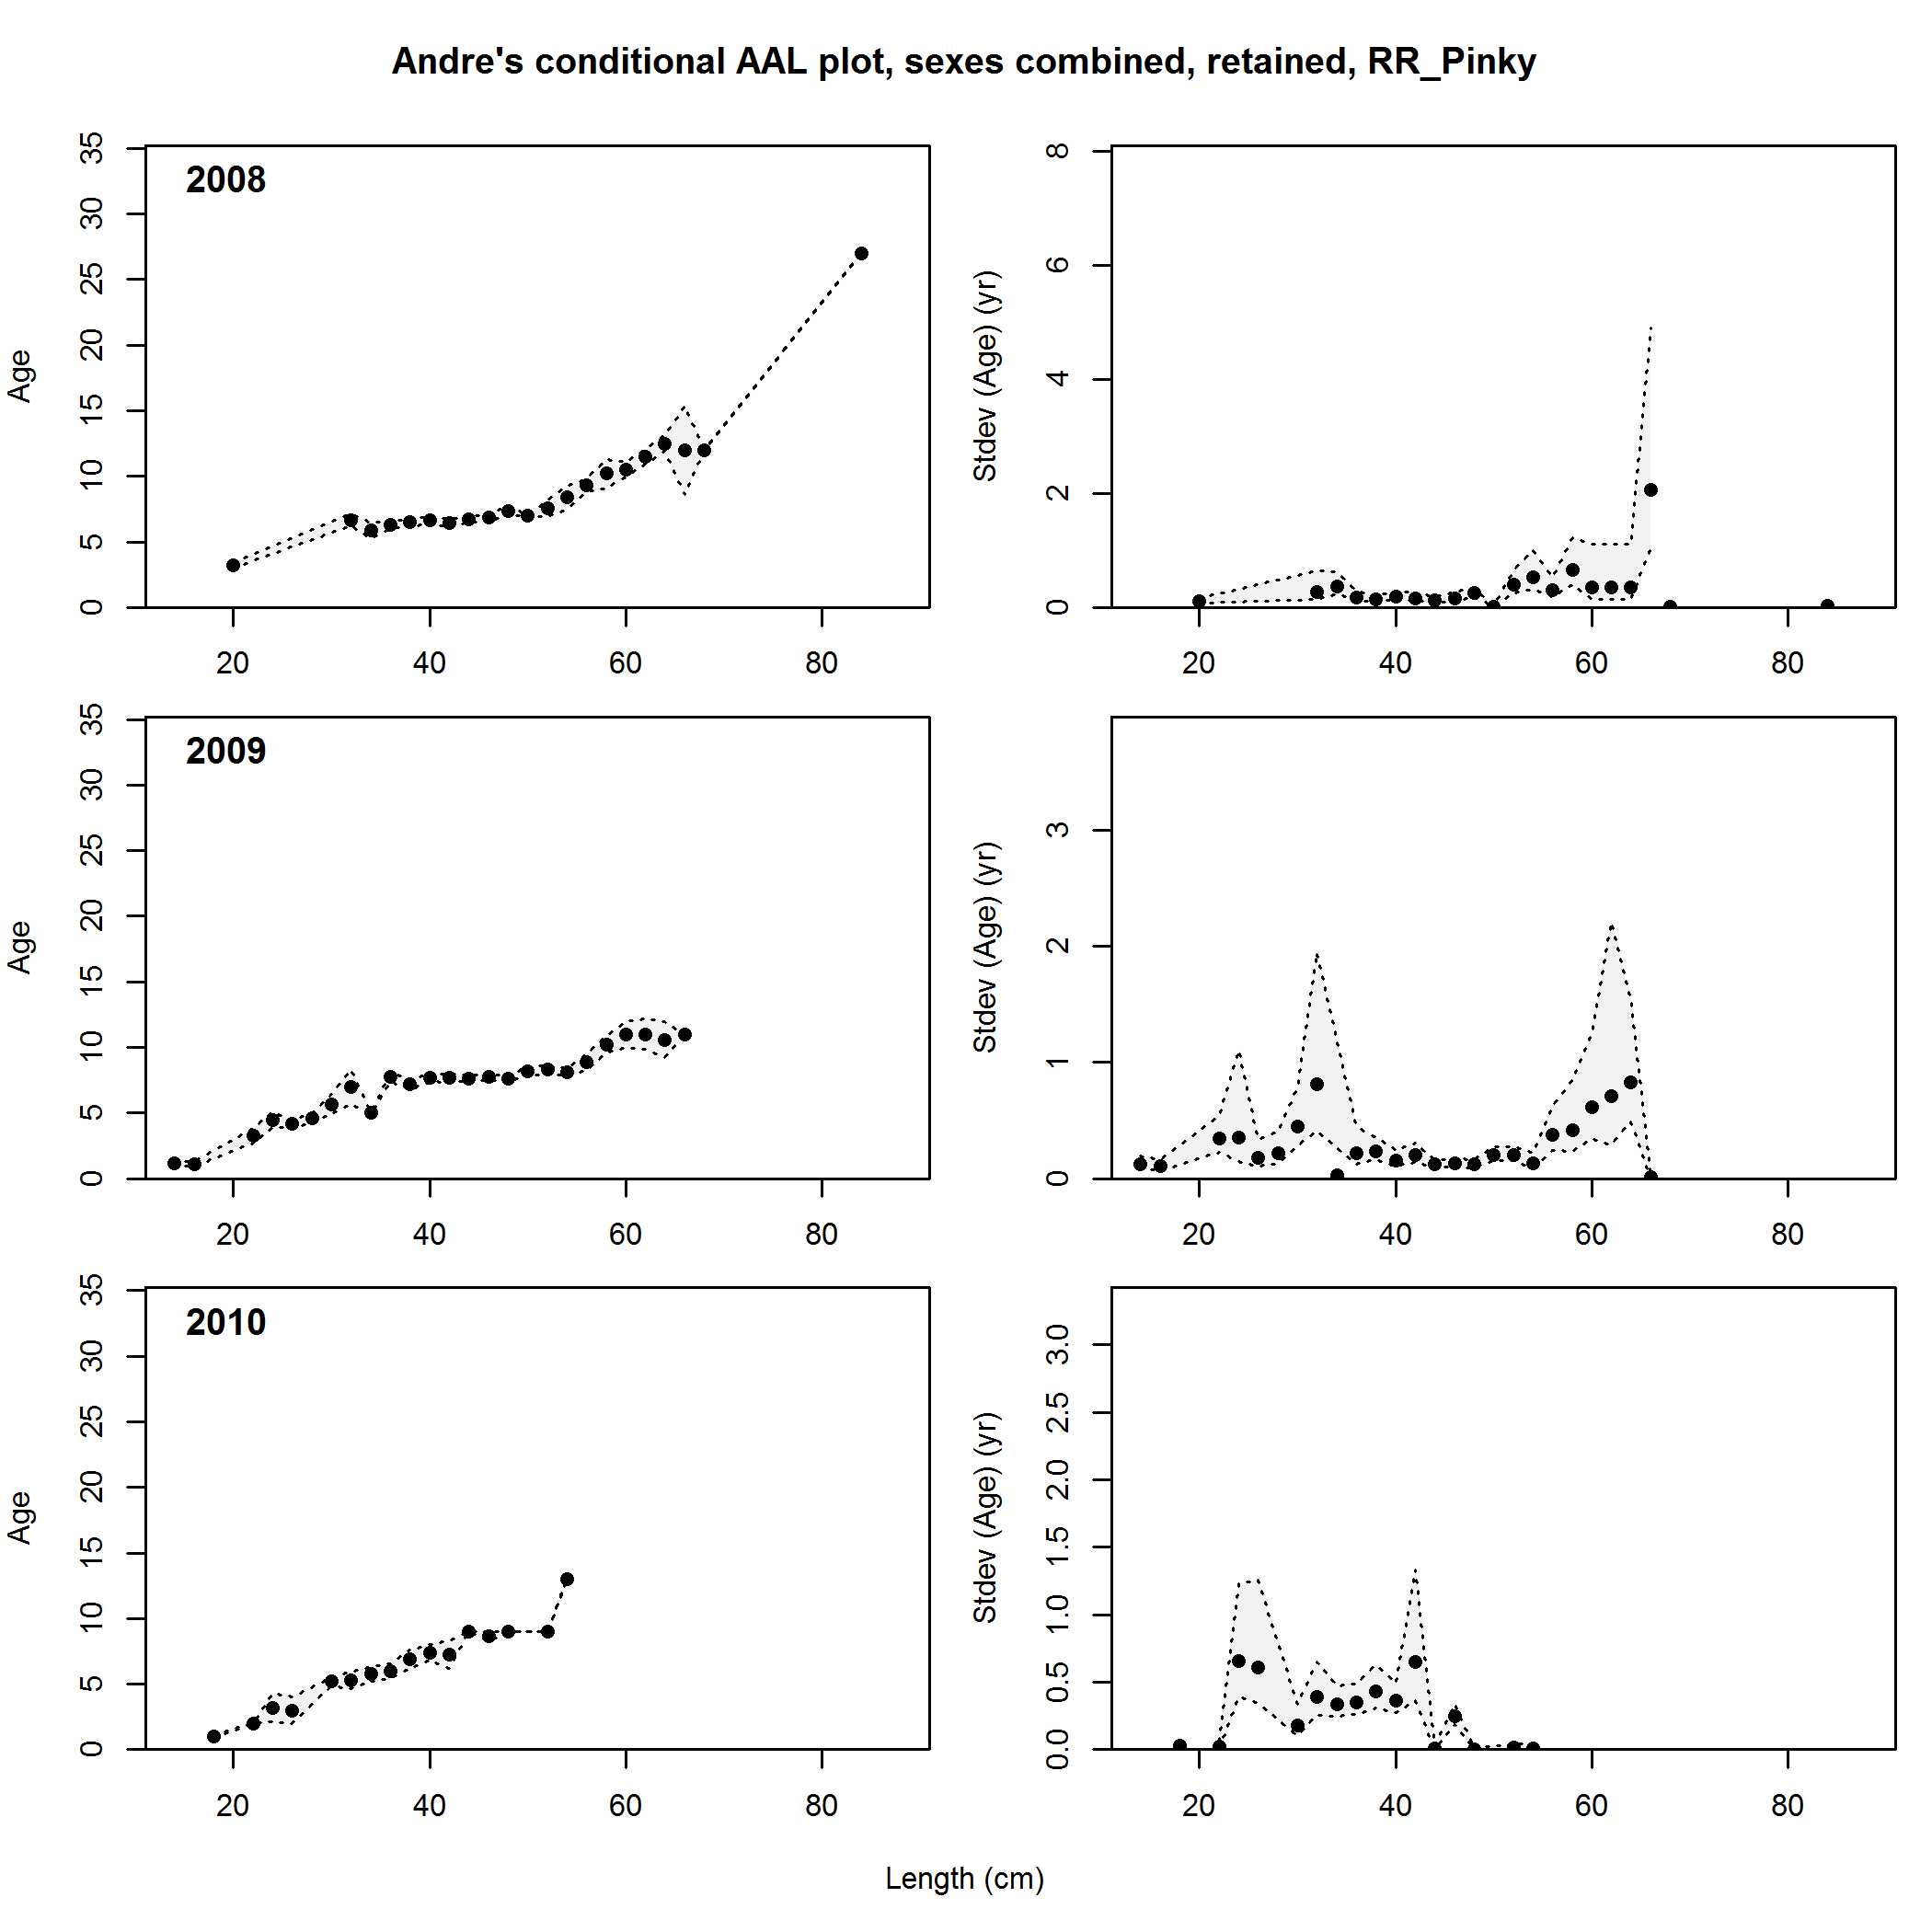 Andre's conditional AAL plot, sexes combined, retained, RR_Pinky
2008
Age
0 5 10 15 20 25 30 35
20 40 60 80
Stdev (Age) (yr)
0 2 4 6 8
20 40 60 80
2009
Age
0 5 10 15 20 25 30 35
20 40 60 80
Stdev (Age) (yr)
0 1 2 3
20 40 60 80
2010
Age
0 5 10 15 20 25 30 35
20 40 60 80
Stdev (Age) (yr)
0.0 0.5 1.0 1.5 2.0 2.5 3.0
20 40 60 80
Length (cm)